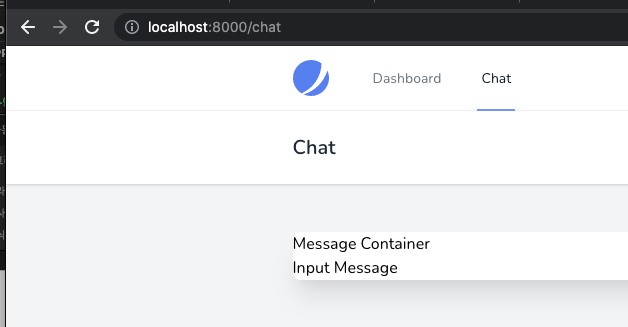 localhost:8000/chat
Dashboard Chat
Chat
Message Container
Input Message